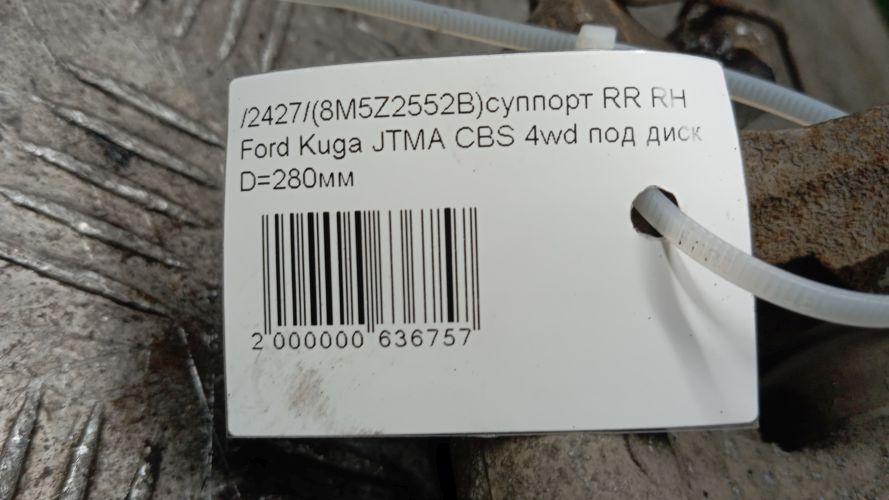 /2427/(8M5Z2552B)суппорт RR RH
Ford Kuga JTMA CBS 4wd под диск
D=280мм
2 000000 636757